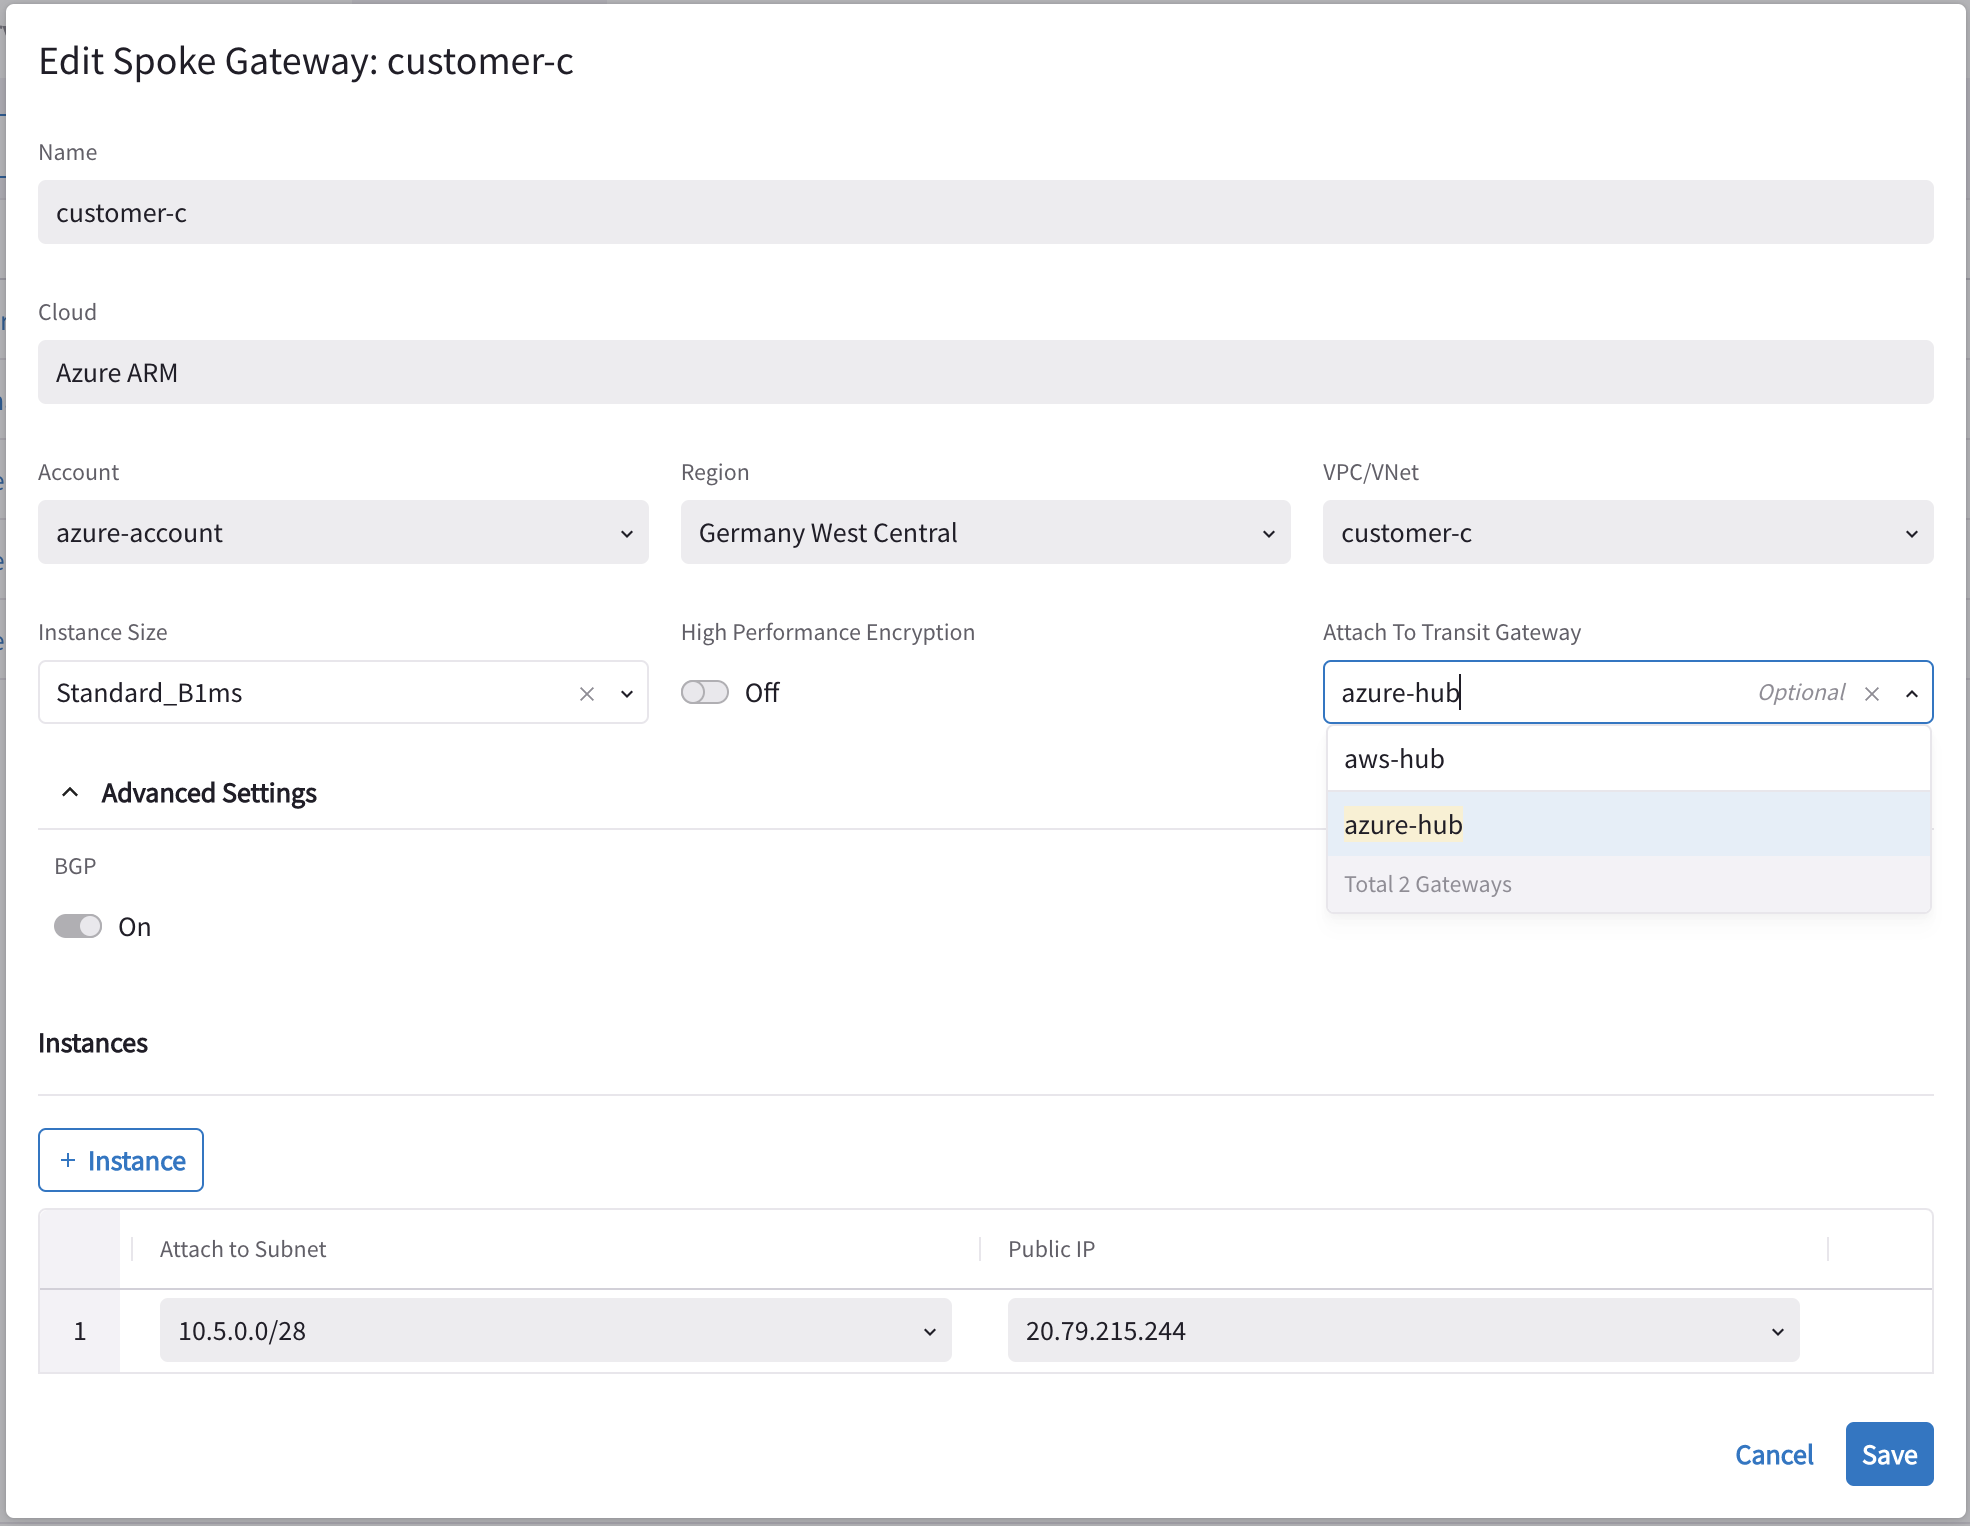 Edit Spoke Gateway: customer-c
Name
customer-c
Cloud
Azure ARM
Account
Region
VPC/VNet
azure-account
Germany West Central
customer-c
Instance Size
High Performance Encryption
Attach To Transit Gateway
Standard_B1ms
Off
azure-hub Optional
aws-hub
azure-hub
Total 2 Gateways
Advanced Settings
BGP
On
Instances
+ Instance
Attach to Subnet
Public IP
1
10.5.0.0/28
20.79.215.244
Cancel
Save